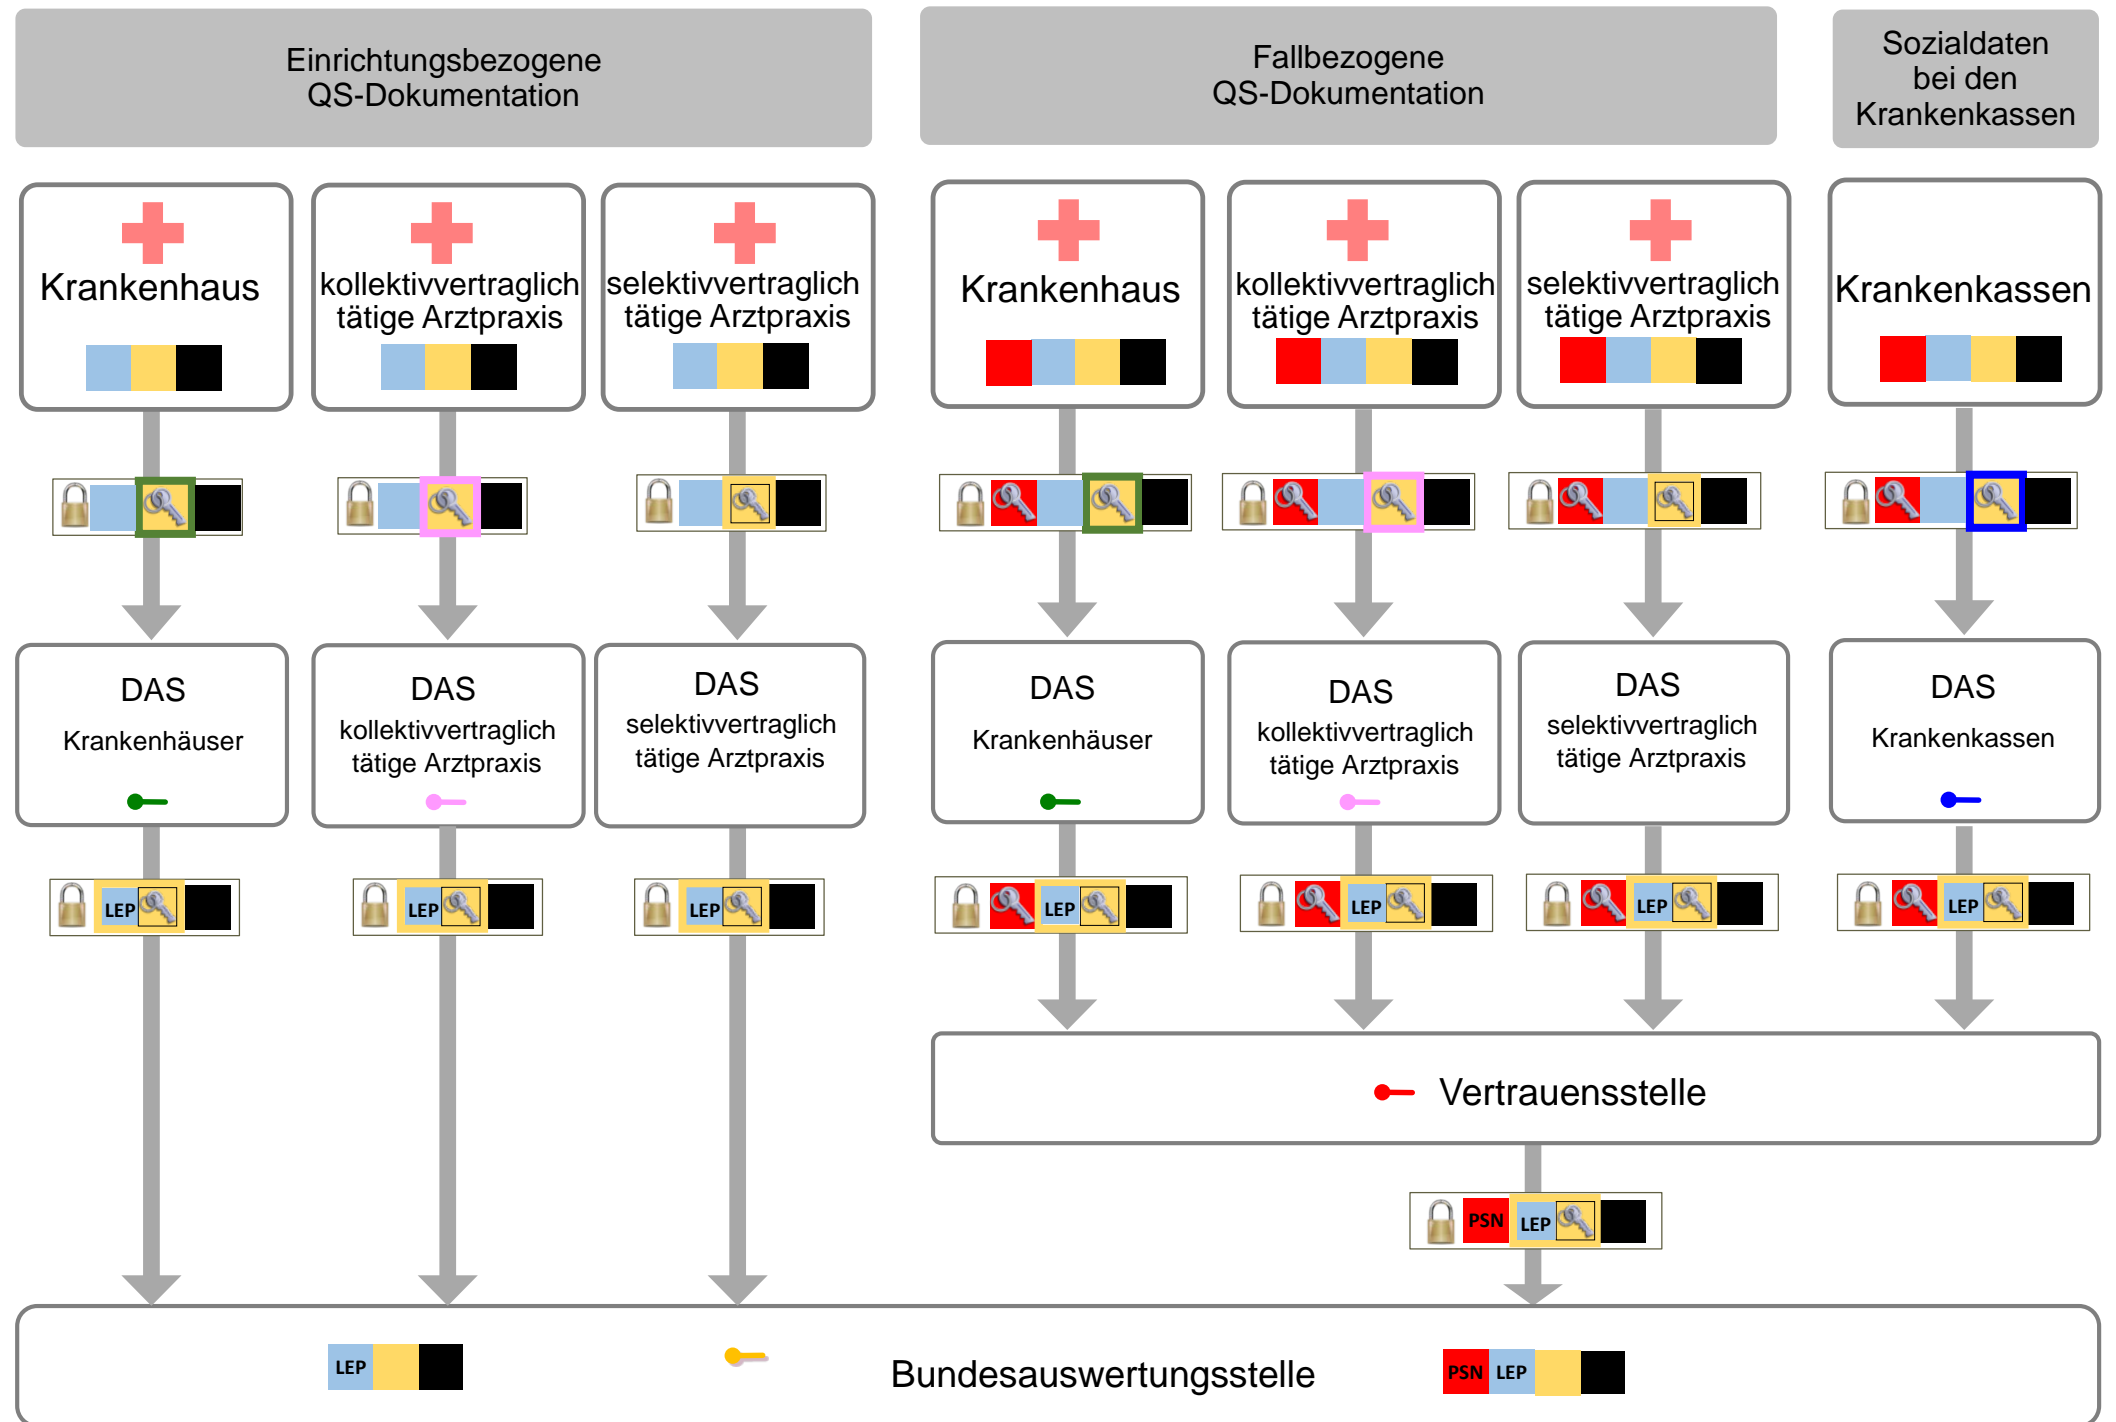 Einrichtungsbezogene
QS-Dokumentation
Fallbezogene
QS-Dokumentation
Sozialdaten
bei den
Krankenkassen
Krankenhaus
kollektivvertraglich
tätige Arztpraxis
selektivvertraglich
tätige Arztpraxis
Krankenhaus
kollektivvertraglich
tätige Arztpraxis
selektivvertraglich
tätige Arztpraxis
Krankenkassen
DAS
Krankenhäuser
DAS
kollektivvertraglich
tätige Arztpraxis
DAS
selektivvertraglich
tätige Arztpraxis
DAS
Krankenhäuser
DAS
kollektivvertraglich
tätige Arztpraxis
DAS
selektivvertraglich
tätige Arztpraxis
DAS
Krankenkassen
LEP
LEP
LEP
LEP
LEP
LEP
LEP
Vertrauensstelle
PSN LEP
LEP
Bundesauswertungsstelle
PSN LEP